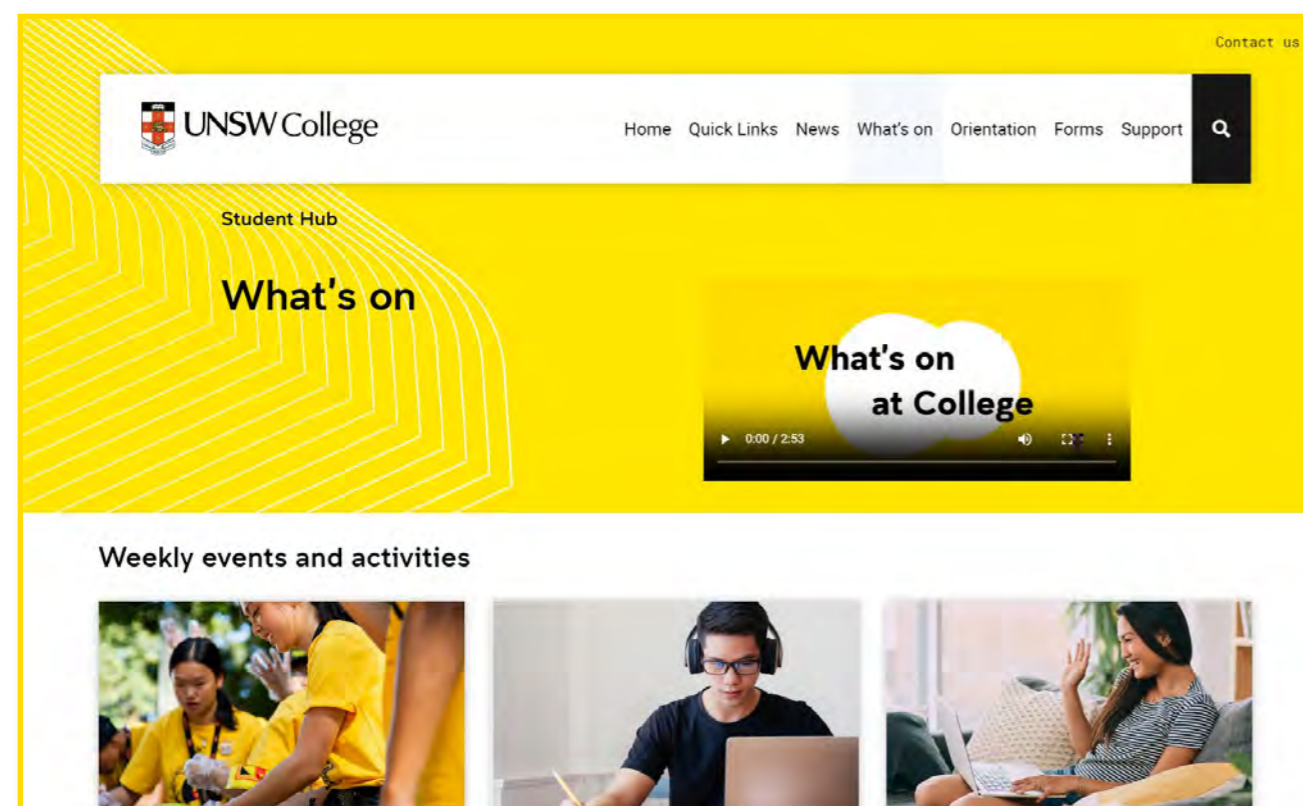 Contact us
UNSW College
Home Quick Links News What's on Orientation Forms Support
Student Hub
What's on
What's on
at College
0:00 / 2:53
Weekly events and activities